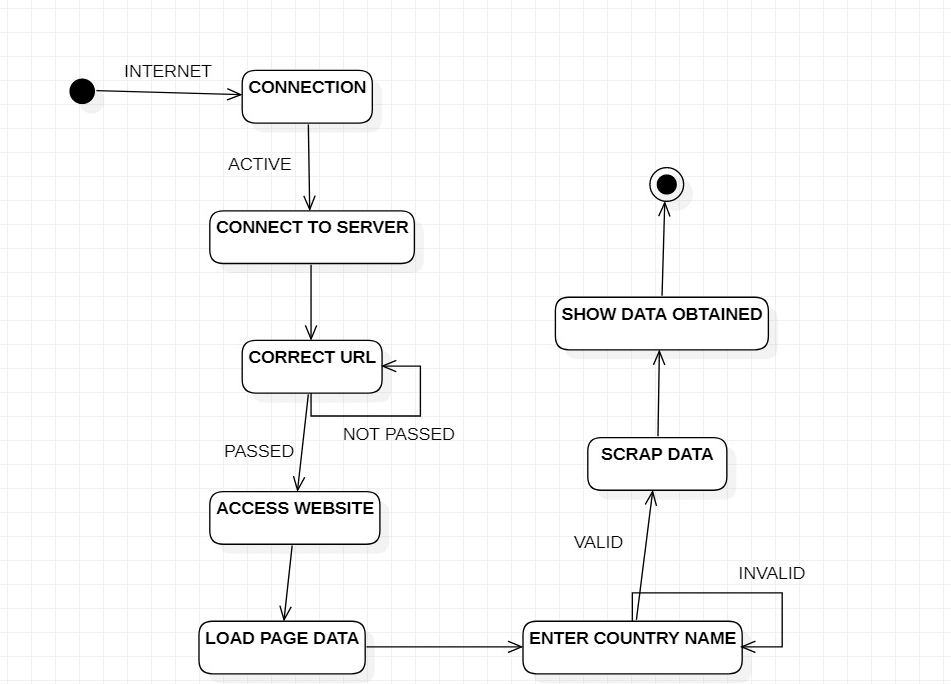 INTERNET
CONNECTION
ACTIVE
CONNECT TO SERVER
CORRECT URL
NOT PASSED
PASSED
ACCESS WEBSITE
LOAD PAGE DATA
ENTER COUNTRY NAME
INVALID
VALID
SCRAP DATA
SHOW DATA OBTAINED